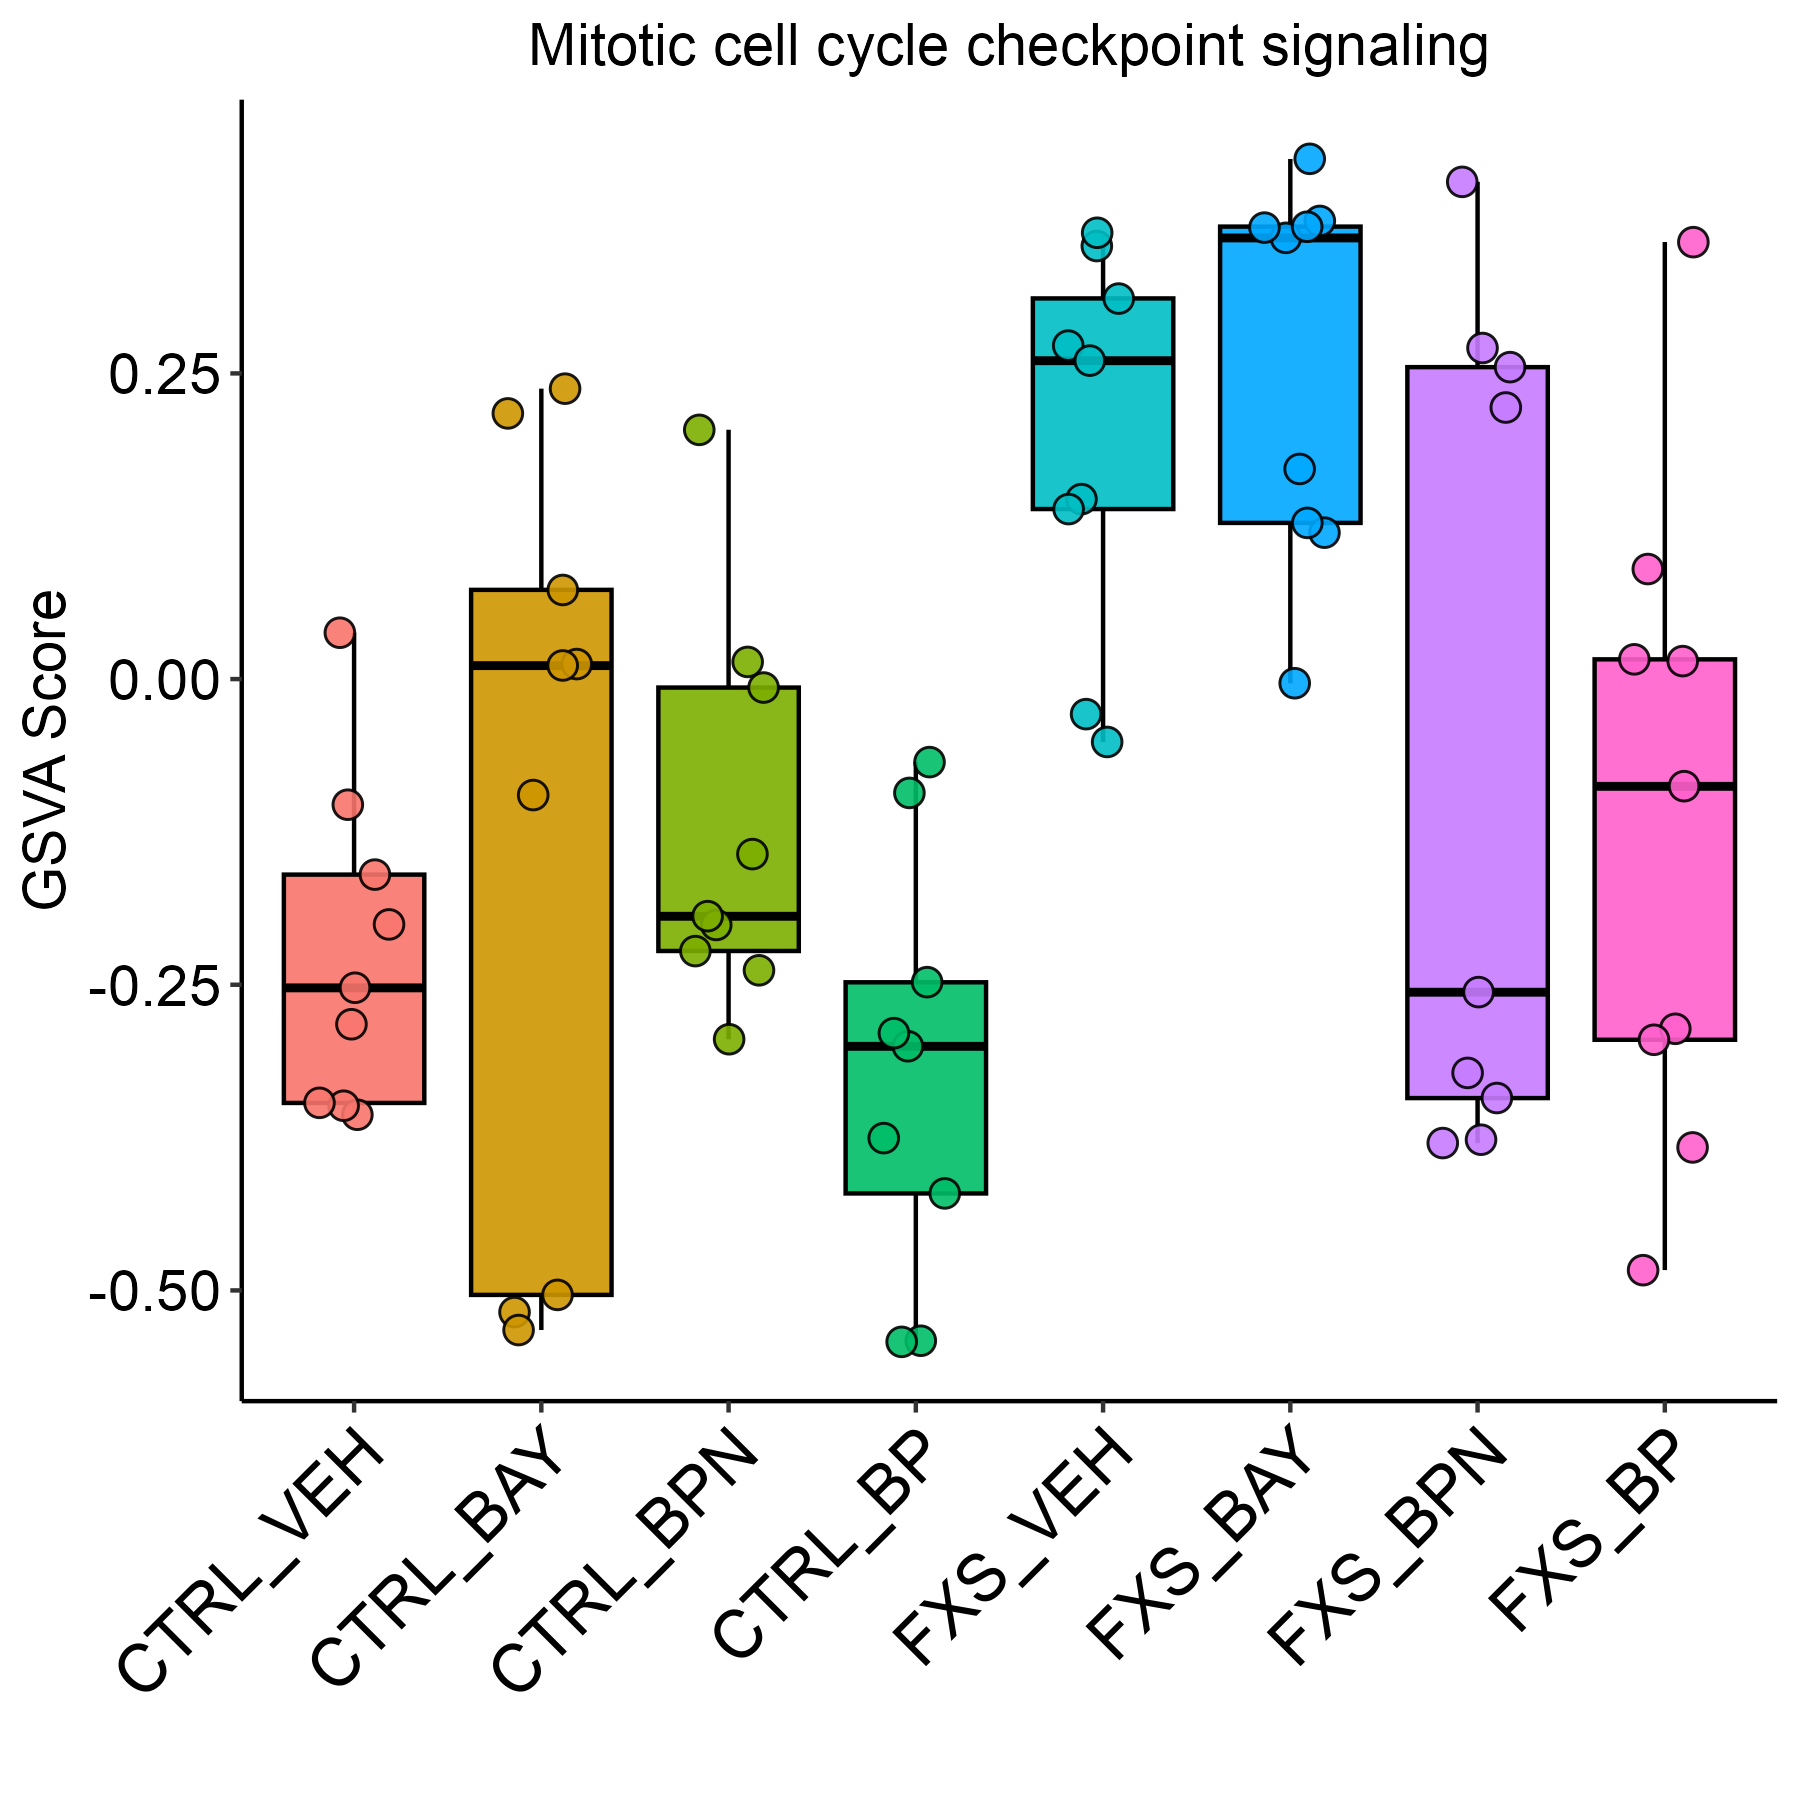 Mitotic cell cycle checkpoint signaling
GSVA Score
0.25
0.00
-0.25
-0.50
CTRL_VEH
CTRL_BAY
CTRL_BPN
CTRL_BP
FXS_VEH
FXS_BAY
FXS_BPN
FXS_BP